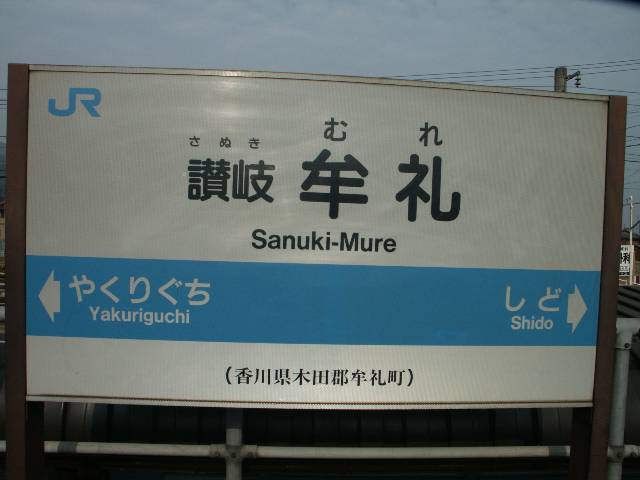 JR
さぬき むれ
讃岐 牟礼
Sanuki-Mure
やくりぐち しど
Yakuriguchi Shido
(香川県木田郡牟礼町)